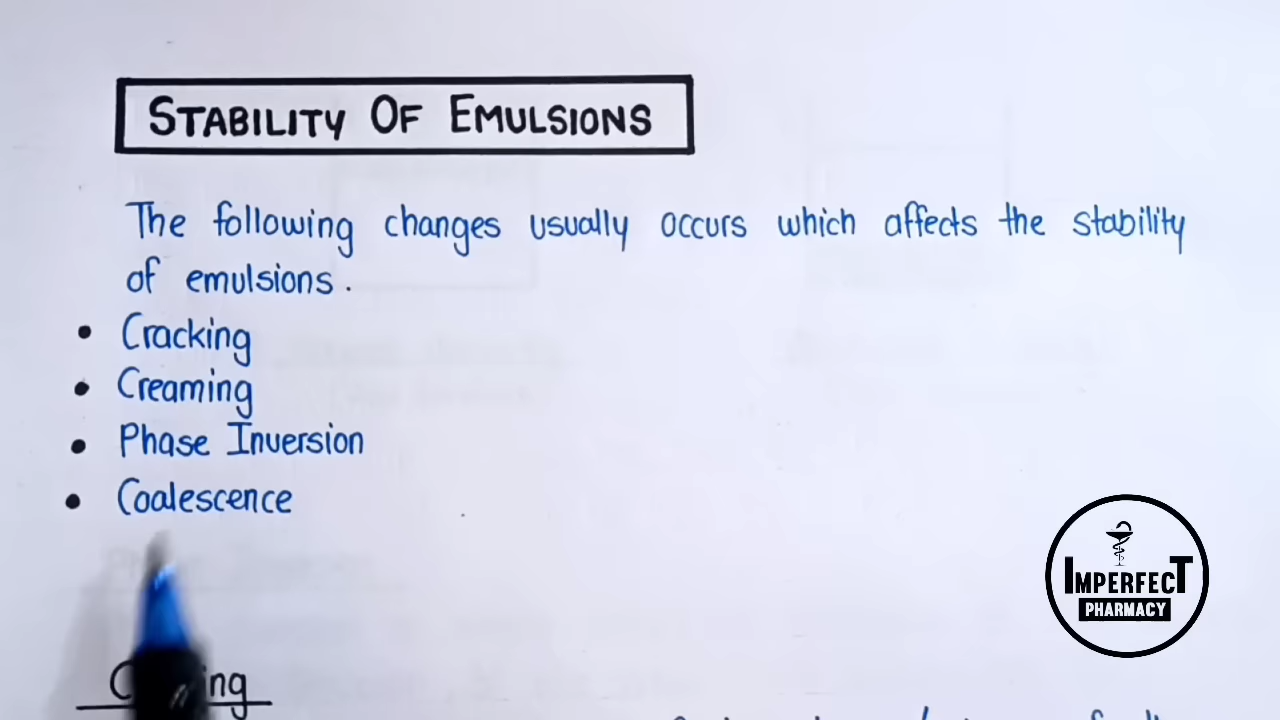 STABILITY OF EMULSIONS
The following changes usually occurs which affects the stability
of emulsions.
• Cracking
• Creaming
• Phase Inversion
• Coalescence
IMPERFECT
PHARMACY